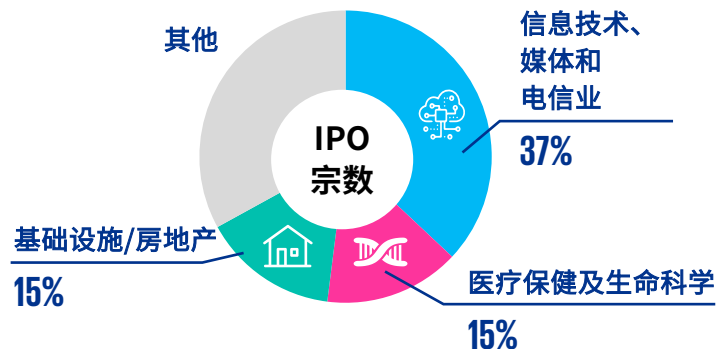 其他
信息技术、
媒体和
电信业
37%
IPO
宗数
基础设施/房地产
15%
医疗保健及生命科学
15%